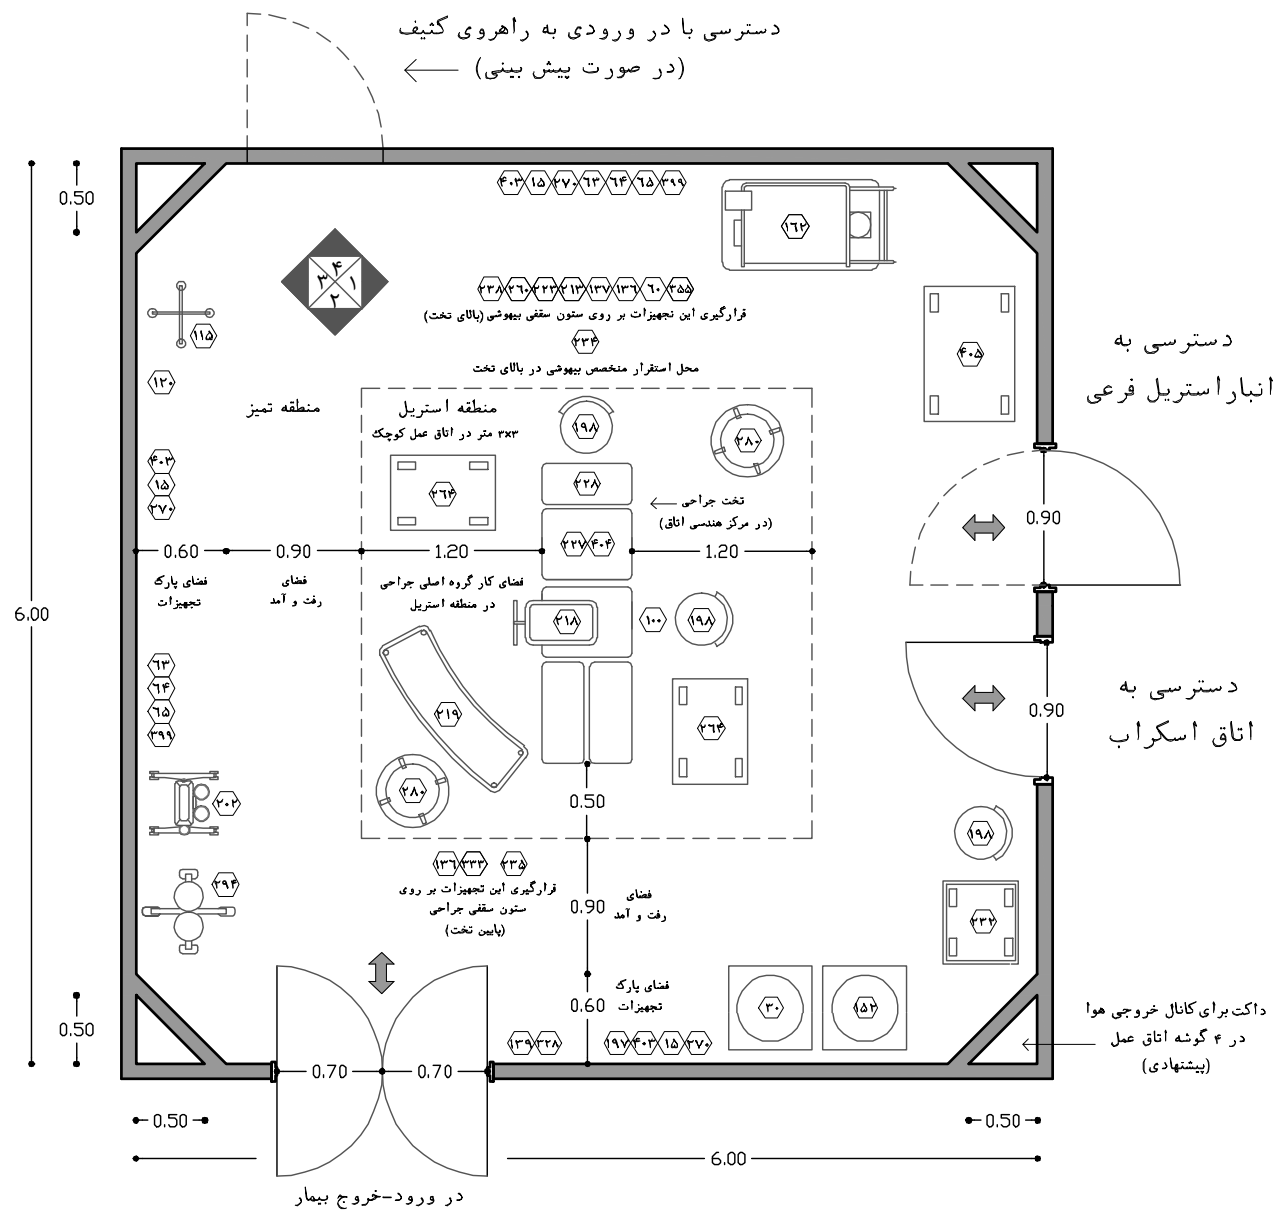 دسترسی با در ورودی به راهروی کثیف
(در صورت پیش بینی)
۴۰۳ ۱۵ ۲۷۰ ۶۳ ۶۴ ۶۵ ۳۹۹
۱۶۲
0.50
۴
۳ ۱
۲
۲۳۸ ۲۶۰ ۲۲۳ ۲۱۳ ۱۳۷ ۱۳۶ ۶۰ ۳۵۵
قرارگیری این تجهیزات بر روی ستون سقفی بیهوشی (بالای تخت)
۲۳۴
محل استقرار متخصص بیهوشی در بالای تخت
۱۱۵
۱۲۰
۴۰۵
دسترسی به
انباراستریل فرعی
منطقه تمیز
منطقه استریل
۳×۳ متر در اتاق عمل کوچک
۱۹۸
۲۸۰
۴۰۳
۱۵
۲۷۰
۲۶۴
۲۲۸
تخت جراحی
(در مرکز هندسی اتاق)
۲۲۷ ۴۰۴
0.90
0.60
0.90
1.20
1.20
فضای پارک
تجهیزات
فضای
رفت و آمد
فضای کار گروه اصلی جراحی
در منطقه استریل
6.00
۲۱۸
۱۰۰
۱۹۸
۶۳
۶۴
۶۵
۳۹۹
۲۱۹
۲۶۴
دسترسی به
اتاق اسکراب
0.90
۲۰۲
۲۸۰
0.50
۱۹۸
۱۳۶ ۳۳۳ ۲۳۵
قرارگیری این تجهیزات بر روی
ستون سقفی جراحی
(پایین تخت)
۲۹۴
0.90
فضای
رفت و آمد
۲۳۲
0.60
فضای پارک
تجهیزات
۳۰
۱۵۲
0.50
۱۳۹ ۳۲۸
۱۹۷ ۴۰۳ ۱۵ ۲۷۰
داکت برای کانال خروجی هوا
در ۴ گوشه اتاق عمل
(پیشنهادی)
0.70
0.70
0.50
0.50
6.00
در ورود-خروج بیمار